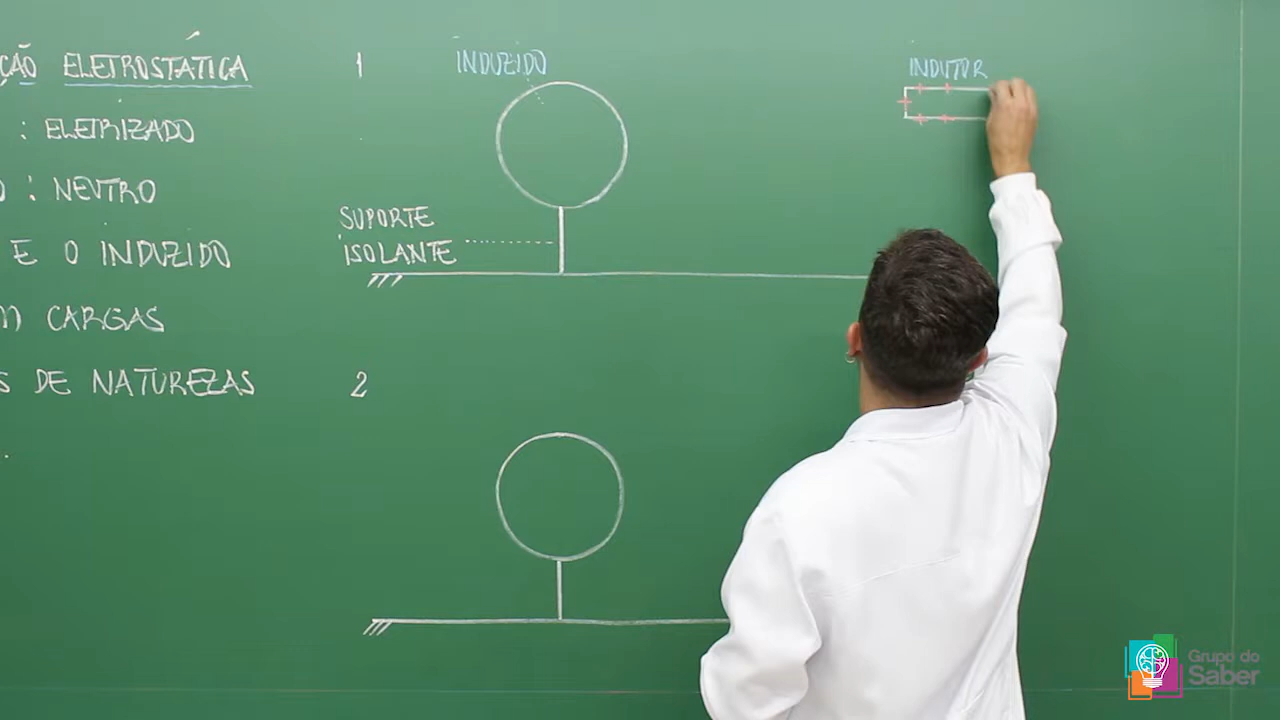 ÇÃO ELETROSTÁTICA
: ELETRIZADO
O : NEUTRO
E O INDUZIDO
M CARGAS
S DE NATUREZAS
1
INDUZIDO
INDUTOR
SUPORTE
ISOLANTE
2
Grupo do
Saber